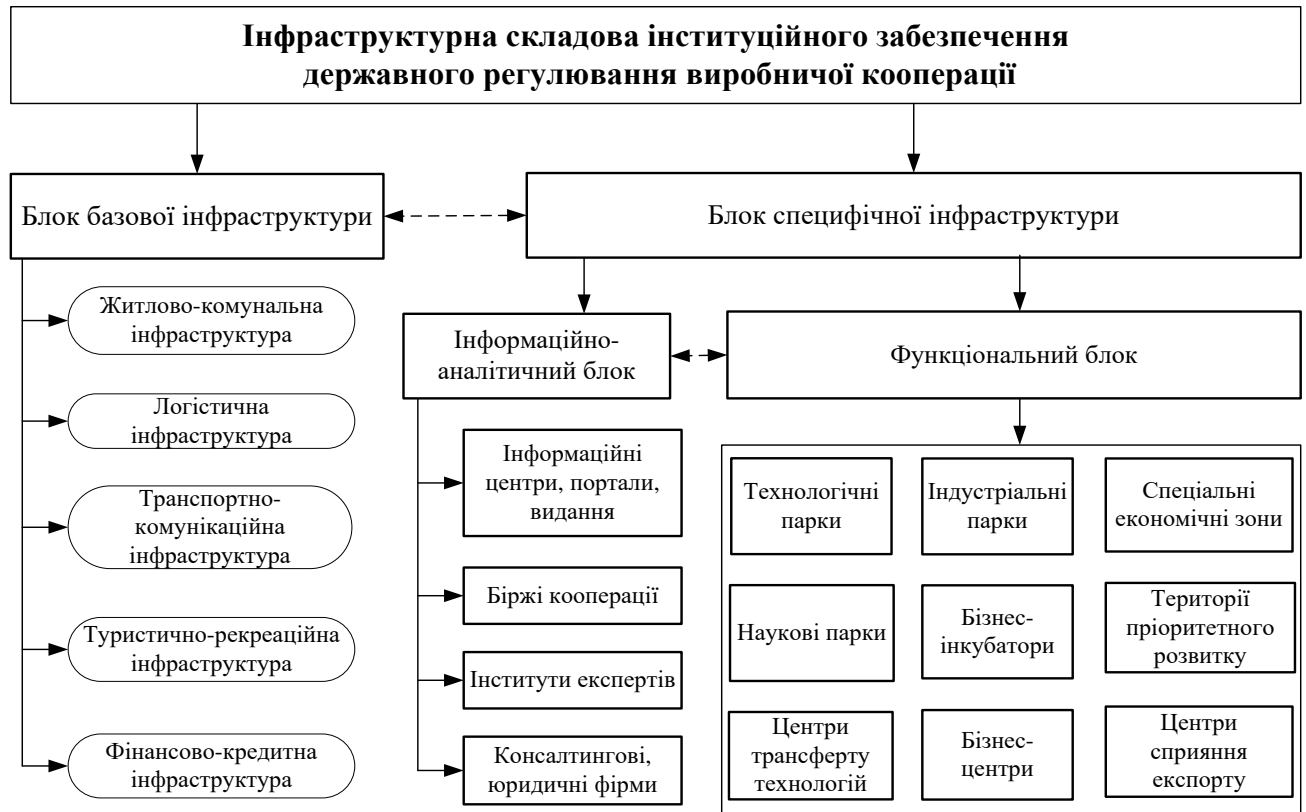 Інфраструктурна складова інституційного забезпечення
державного регулювання виробничої кооперації
Блок базової інфраструктури
Блок специфічної інфраструктури
Житлово-комунальна
інфраструктура
Логістична
інфраструктура
Транспортно-
комунікаційна
інфраструктура
Туристично-рекреаційна
інфраструктура
Фінансово-кредитна
інфраструктура
Інформаційно-
аналітичний блок
Інформаційні
центри, портали,
видання
Біржі кооперації
Інститути експертів
Консалтингові,
юридичні фірми
Функціональний блок
Технологічні
парки
Індустріальні
парки
Спеціальні
економічні зони
Наукові парки
Бізнес-
інкубатори
Території
пріоритетного
розвитку
Центри
трансферту
технологій
Бізнес-
центри
Центри
сприяння
експорту